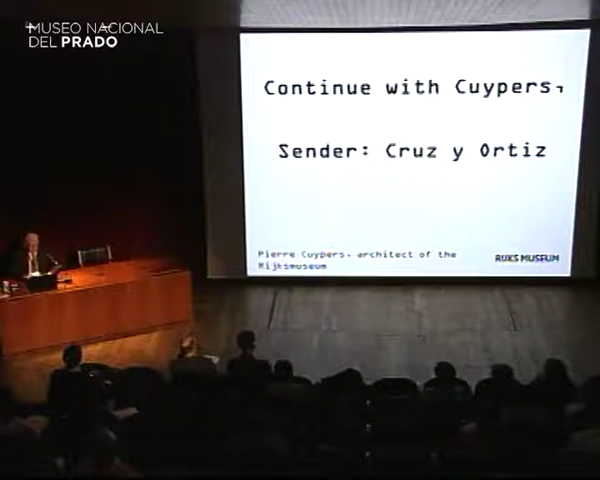 MUSEO NACIONAL
DEL PRADO
Continue with Cuypers,
Sender: Cruz y Ortiz
Pierre Cuypers, architect of the
Rijksmuseum
RIJKS MUSEUM